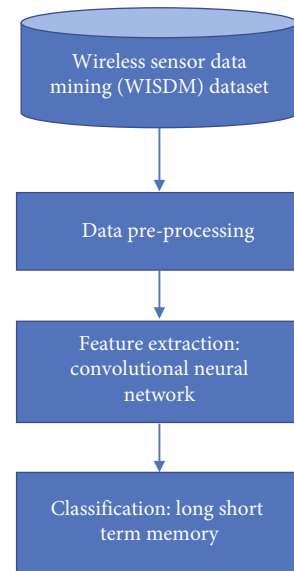 Wireless sensor data
mining (WISDM) dataset
Data pre-processing
Feature extraction:
convolutional neural
network
Classification: long short
term memory